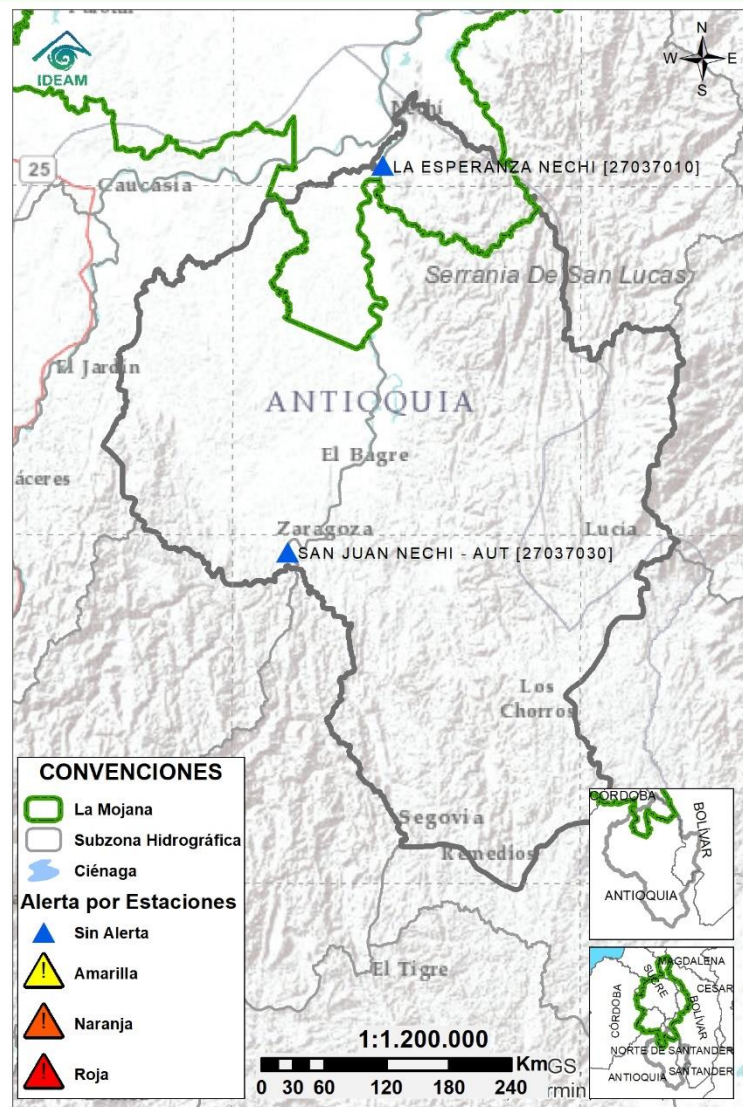 IDEAM
N
W E
S
Nechí
25
Caucasia
LA ESPERANZA NECHI [27037010]
Serrania De San Lucas
El Jardín
ANTIOQUIA
El Bagre
áceres
Zaragoza
Lucia
SAN JUAN NECHI - AUT [27037030]
Los
Chorros
Segovia
Remedios
El Tigre
CONVENCIONES
La Mojana
Subzona Hidrográfica
Ciénaga
Alerta por Estaciones
Sin Alerta
Amarilla
Naranja
Roja
1:1.200.000
Km
GS,
rmin
0 30 60 120 180 240
CÓRDOBA
BOLÍVAR
ANTIOQUIA
MAGDALENA
CESAR
SUCRE
CÓRDOBA
BOLÍVAR
NORTE DE SANTANDER
SANTANDER
ANTIOQUIA